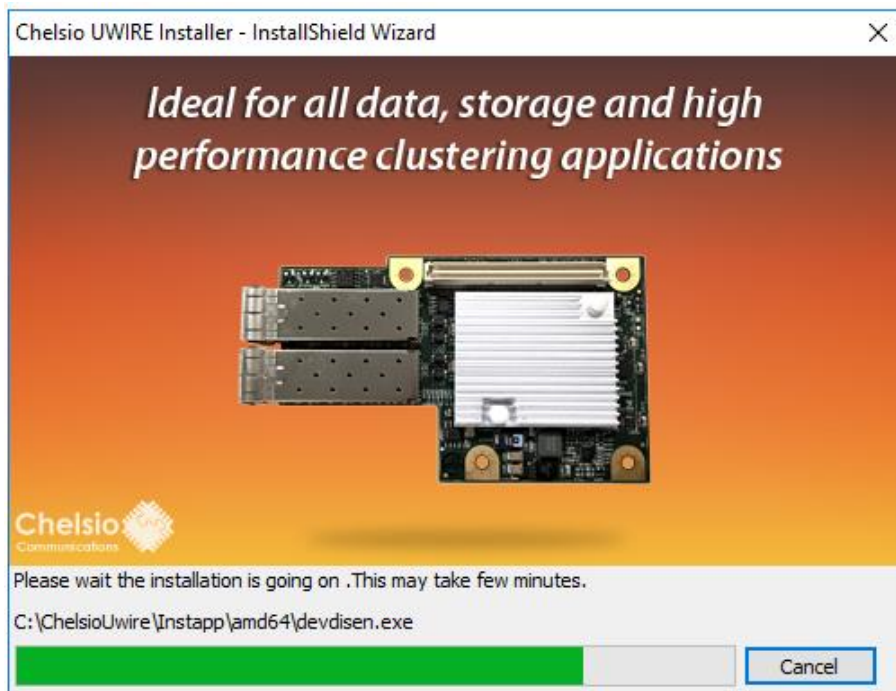 Chelsio UWIRE Installer - InstallShield Wizard
Ideal for all data, storage and high
performance clustering applications
Chelsio
Communications
Please wait the installation is going on .This may take few minutes.
C:\ChelsioUwire\Instapp\amd64\devdisen.exe
Cancel